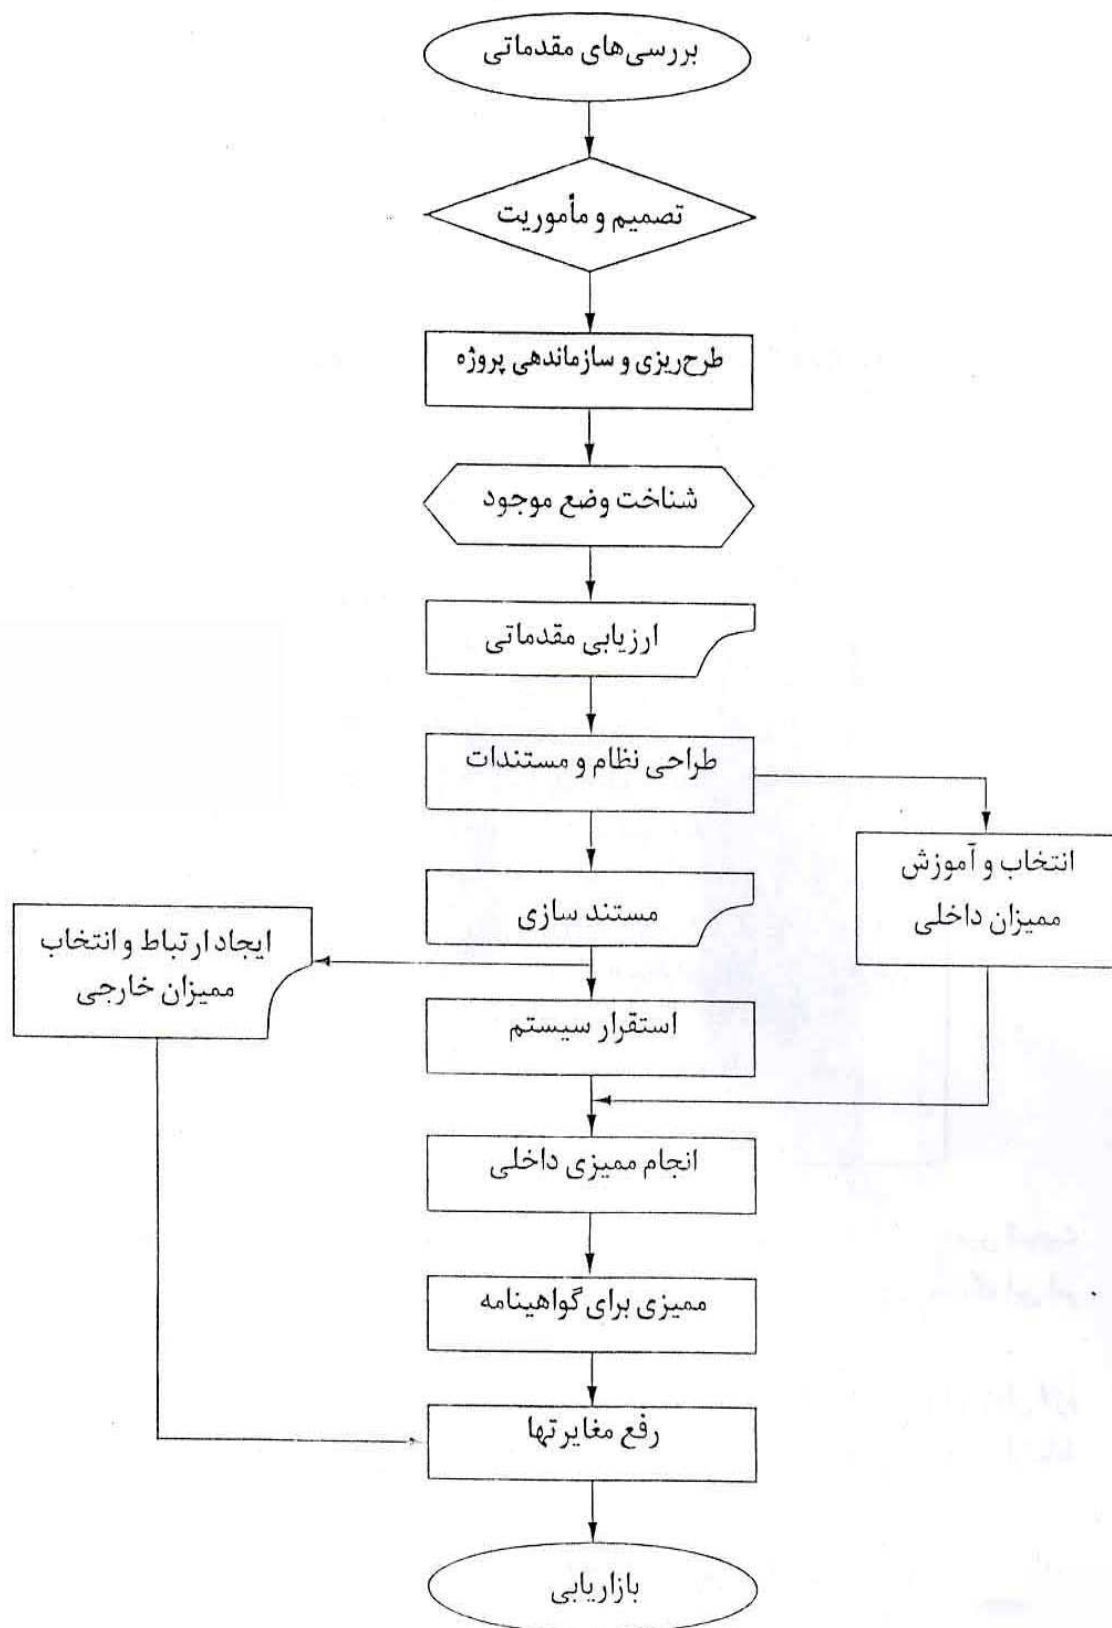 بررسی‌های مقدماتی
تصمیم و مأموریت
طرح‌ریزی و سازماندهی پروژه
شناخت وضع موجود
ارزیابی مقدماتی
طراحی نظام و مستندات
انتخاب و آموزش
ممیزان داخلی
مستند سازی
ایجاد ارتباط و انتخاب
ممیزان خارجی
استقرار سیستم
انجام ممیزی داخلی
ممیزی برای گواهینامه
رفع مغایرتها
بازاریابی